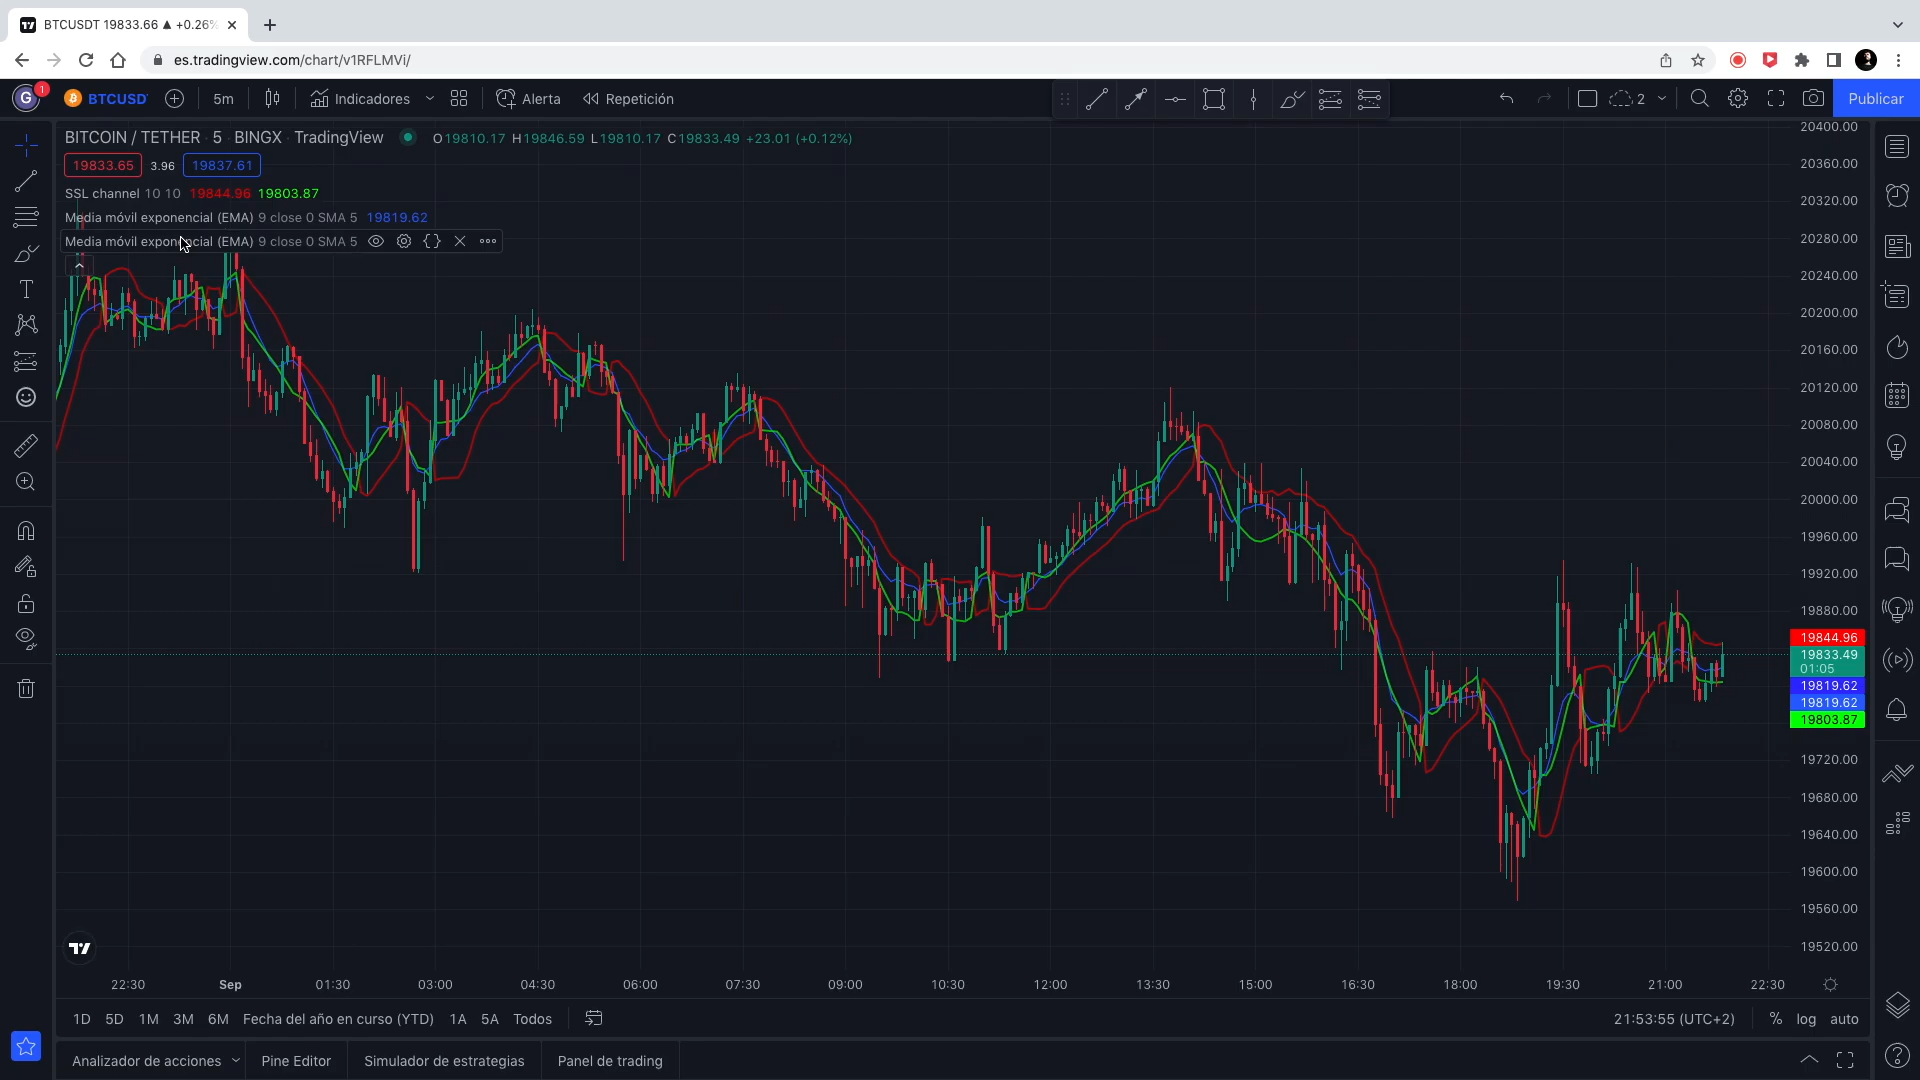 BTCUSDT 19833.66 ▲ +0.26%
es.tradingview.com/chart/v1RFLMVi/
G 1 BTCUSD 5m Indicadores Alerta Repetición 2 Publicar
BITCOIN / TETHER · 5 · BINGX · TradingView O19810.17 H19846.59 L19810.17 C19833.49 +23.01 (+0.12%)
19833.65 3.96 19837.61
SSL channel 10 10 19844.96 19803.87
Media móvil exponencial (EMA) 9 close 0 SMA 5 19819.62
Media móvil exponencial (EMA) 9 close 0 SMA 5
20400.00
20360.00
20320.00
20280.00
20240.00
20200.00
20160.00
20120.00
20080.00
20040.00
20000.00
19960.00
19920.00
19880.00
19844.96
19833.49
01:05
19819.62
19819.62
19803.87
19720.00
19680.00
19640.00
19600.00
19560.00
19520.00
22:30 Sep 01:30 03:00 04:30 06:00 07:30 09:00 10:30 12:00 13:30 15:00 16:30 18:00 19:30 21:00 22:30
1D 5D 1M 3M 6M Fecha del año en curso (YTD) 1A 5A Todos 21:53:55 (UTC+2) % log auto
Analizador de acciones Pine Editor Simulador de estrategias Panel de trading